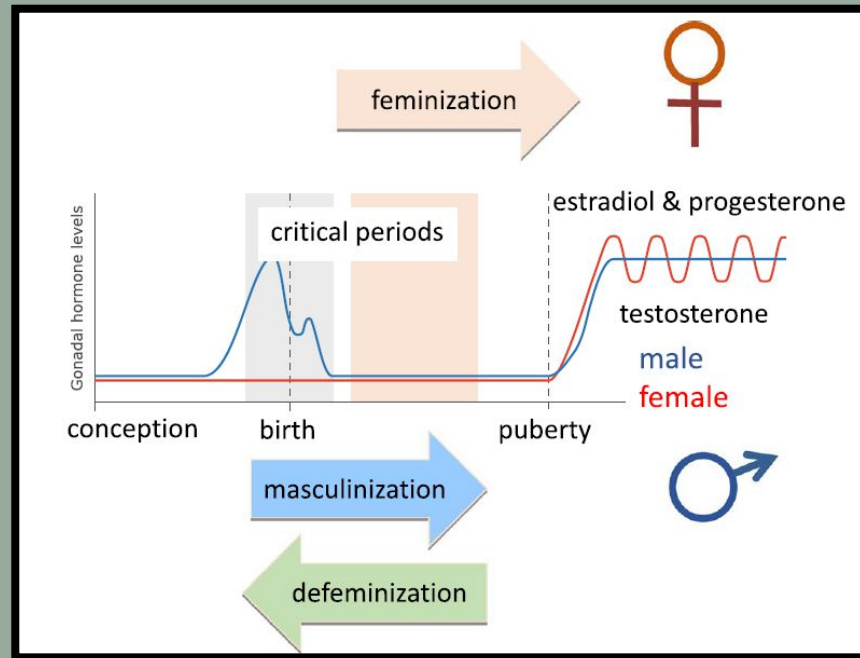 feminization
estradiol & progesterone
critical periods
Gonadal hormone levels
testosterone
male
female
conception
birth
puberty
masculinization
defeminization